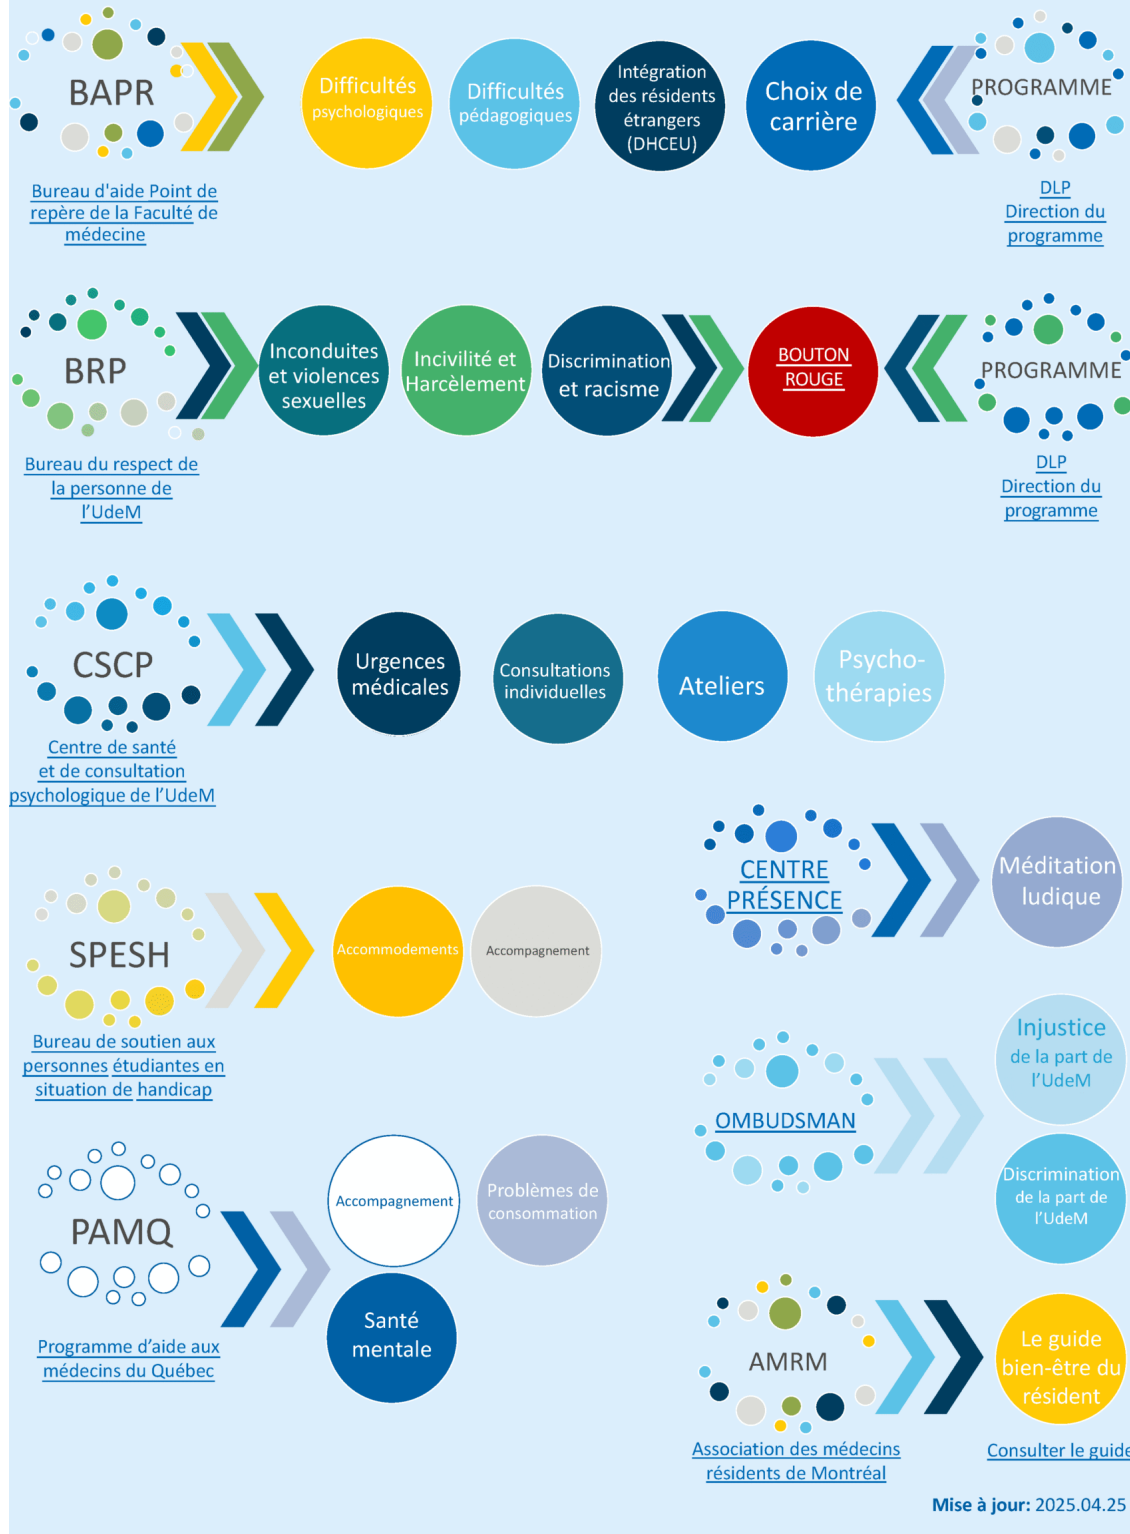 BAPR
Bureau d'aide Point de
repère de la Faculté de
médecine
Difficultés
psychologiques
Difficultés
pédagogiques
Intégration
des résidents
étrangers
(DHCEU)
Choix de
carrière
PROGRAMME
DLP
Direction du
programme
BRP
Bureau du respect de
la personne de
l’UdeM
Inconduites
et violences
sexuelles
Incivilité et
Harcèlement
Discrimination
et racisme
BOUTON
ROUGE
PROGRAMME
DLP
Direction du
programme
CSCP
Centre de santé
et de consultation
psychologique de l’UdeM
Urgences
médicales
Consultations
individuelles
Ateliers
Psycho-
thérapies
CENTRE
PRÉSENCE
Méditation
ludique
SPESH
Bureau de soutien aux
personnes étudiantes en
situation de handicap
Accommodements
Accompagnement
OMBUDSMAN
Injustice
de la part de
l’UdeM
Discrimination
de la part de
l’UdeM
PAMQ
Programme d’aide aux
médecins du Québec
Accompagnement
Problèmes de
consommation
Santé
mentale
AMRM
Association des médecins
résidents de Montréal
Le guide
bien-être du
résident
Consulter le guide
Mise à jour: 2025.04.25